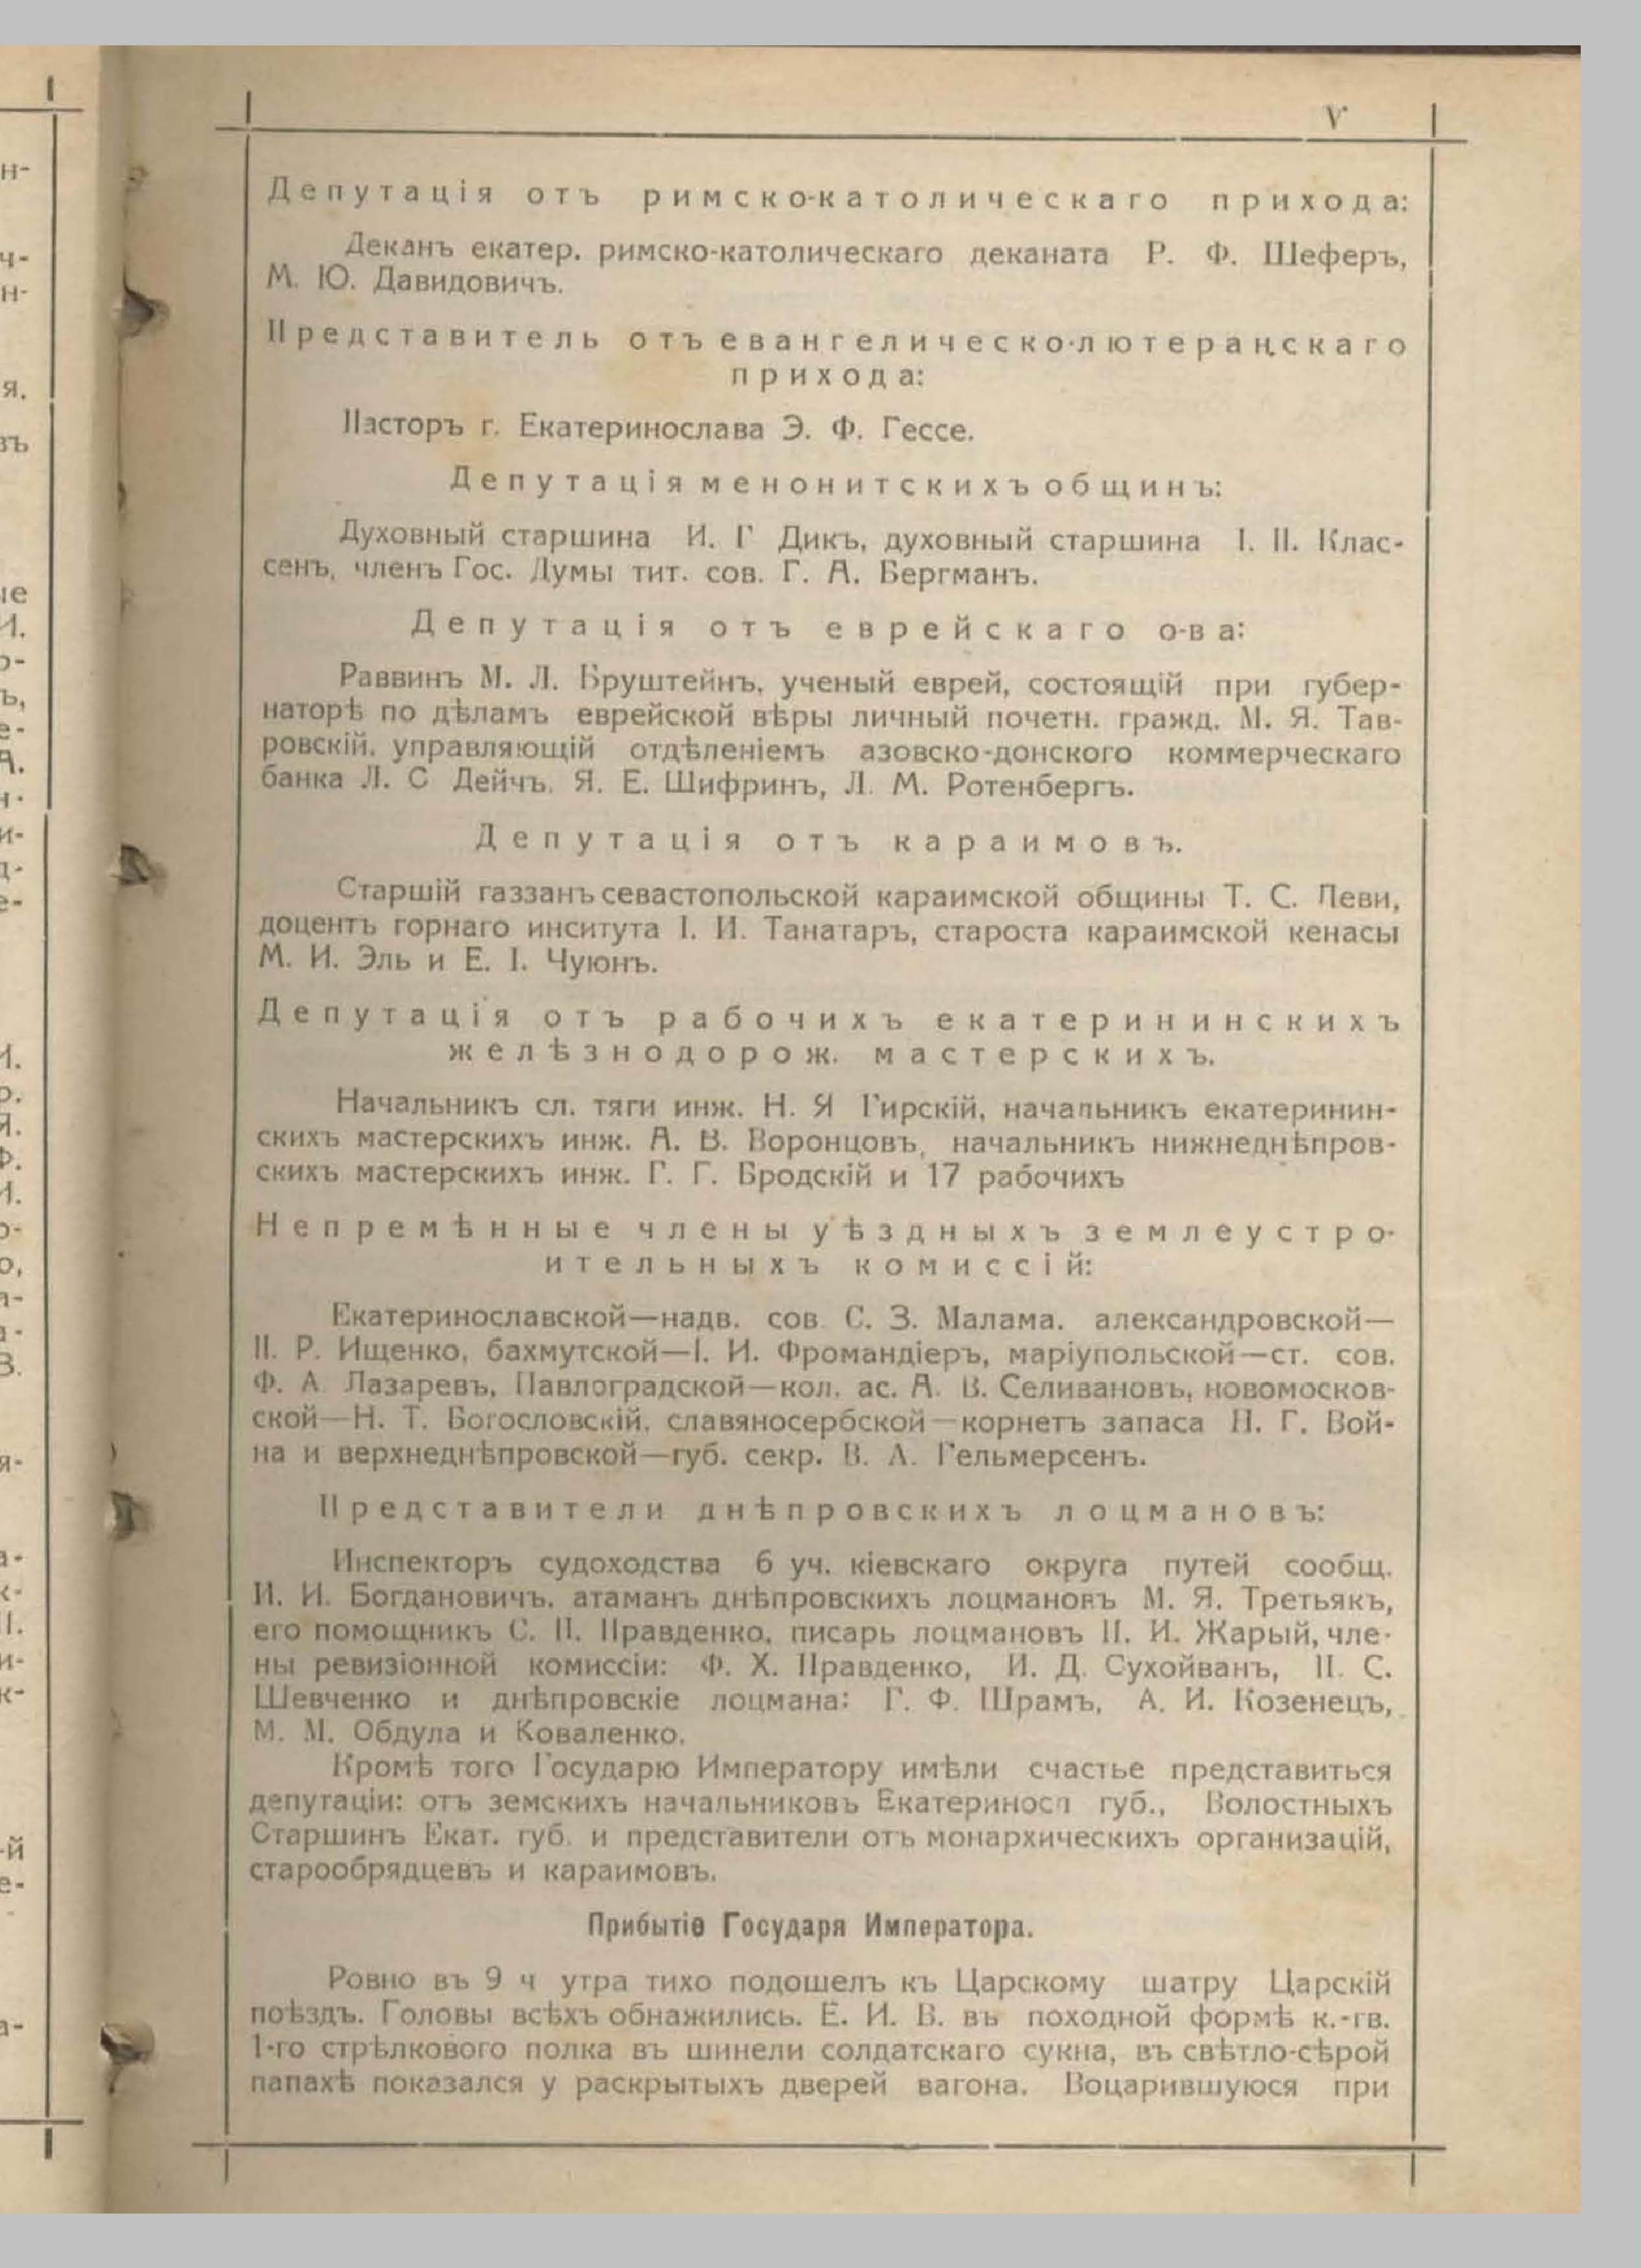 V
Депутація отъ римско-католическаго прихода:
Деканъ екатер. римско-католическаго деканата Р. Ф. Шеферъ,
М. Ю. Давидовичъ.
Представитель отъ евангелическо-лютеранскаго
прихода:
Пасторъ г. Екатеринослава Э. Ф. Гессе.
Депутація менонитскихъ общинъ:
Духовный старшина И. Г Дикъ, духовный старшина І. П. Клас-
сенъ, членъ Гос. Думы тит. сов. Г. А. Бергманъ.
Депутація отъ еврейскаго о-ва:
Раввинъ М. Л. Бруштейнъ, ученый еврей, состоящій при губер-
наторѣ по дѣламъ еврейской вѣры личный почетн. гражд. М. Я. Тав-
ровскій, управляющій отдѣленіемъ азовско-донского коммерческаго
банка Л. С Дейчъ, Я. Е. Шифринъ, Л. М. Ротенбергъ.
Депутація отъ караимовъ.
Старшій газзанъ севастопольской караимской общины Т. С. Леви,
доцентъ горнаго инситута І. И. Танатаръ, староста караимской кенасы
М. И. Эль и Е. І. Чуюнъ.
Депутація отъ рабочихъ екатерининскихъ
желѣзнодорож. мастерскихъ.
Начальникъ сл. тяги инж. Н. Я Гирскій, начальникъ екатеринин-
скихъ мастерскихъ инж. А. В. Воронцовъ, начальникъ нижнеднѣпров-
скихъ мастерскихъ инж. Г. Г. Бродскій и 17 рабочихъ
Непремѣнные члены уѣздныхъ землеустро-
ительныхъ комиссій:
Екатеринославской—надв. сов. С. З. Малама, александровской—
П. Р. Ищенко, бахмутской—І. И. Фромандіеръ, маріупольской—ст. сов.
Ф. А. Лазаревъ, Павлоградской—кол. ас. А. В. Селивановъ, новомосков-
ской—Н. Т. Богословскій, славяносербской—корнетъ запаса Н. Г. Вой-
на и верхнеднѣпровской—губ. секр. В. А. Гельмерсенъ.
Представители днѣпровскихъ лоцмановъ:
Инспекторъ судоходства 6 уч. кіевскаго округа путей сообщ.
И. И. Богдановичъ, атаманъ днѣпровскихъ лоцмановъ М. Я. Третьякъ,
его помощникъ С. П. Правденко, писарь лоцмановъ П. И. Жарый, чле-
ны ревизіонной комиссіи: Ф. Х. Правденко, И. Д. Сухойванъ, П. С.
Шевченко и днѣпровскіе лоцмана: Г. Ф. Шрамъ, А. И. Козенецъ,
М. М. Обдула и Коваленко.
Кромѣ того Государю Императору имѣли счастье представиться
депутаціи: отъ земскихъ начальниковъ Екатеринosл губ., Волостныхъ
Старшинъ Екат. губ. и представители отъ монархическихъ организацій,
старообрядцевъ и караимовъ.
Прибытіе Государя Императора.
Ровно въ 9 ч утра тихо подошелъ къ Царскому шатру Царскій
поѣздъ. Головы всѣхъ обнажились. Е. И. В. въ походной формѣ к.-гв.
1-го стрѣлкового полка въ шинели солдатскаго сукна, въ свѣтло-сѣрой
папахѣ показался у раскрытыхъ дверей вагона. Воцарившуюся при